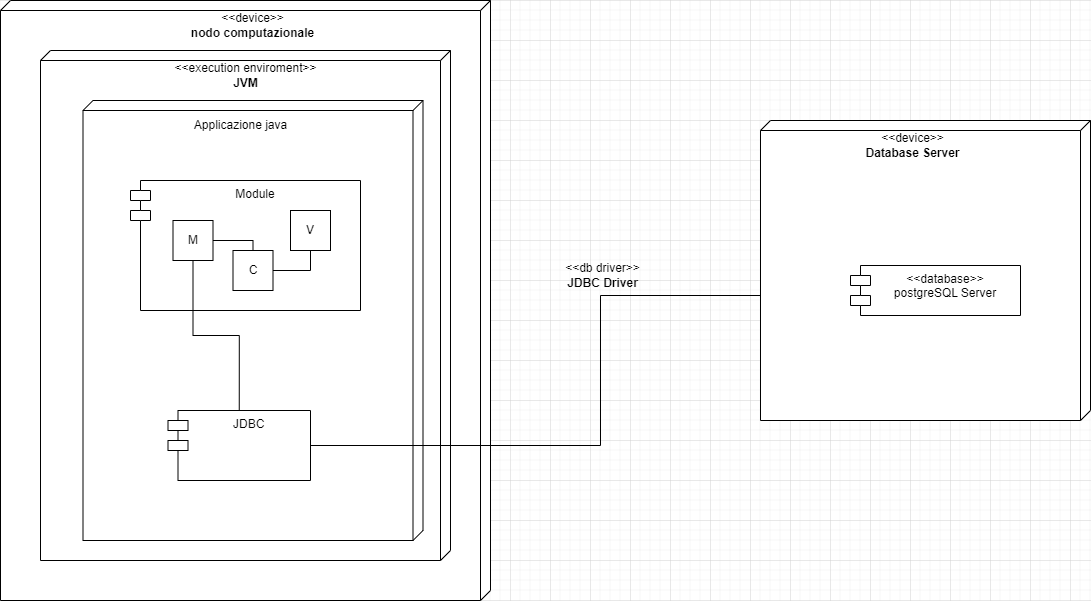 <<device>>
nodo computazionale
<<execution enviroment>>
JVM
Applicazione java
Module
M
V
C
JDBC
<<db driver>>
JDBC Driver
<<device>>
Database Server
<<database>>
postgreSQL Server